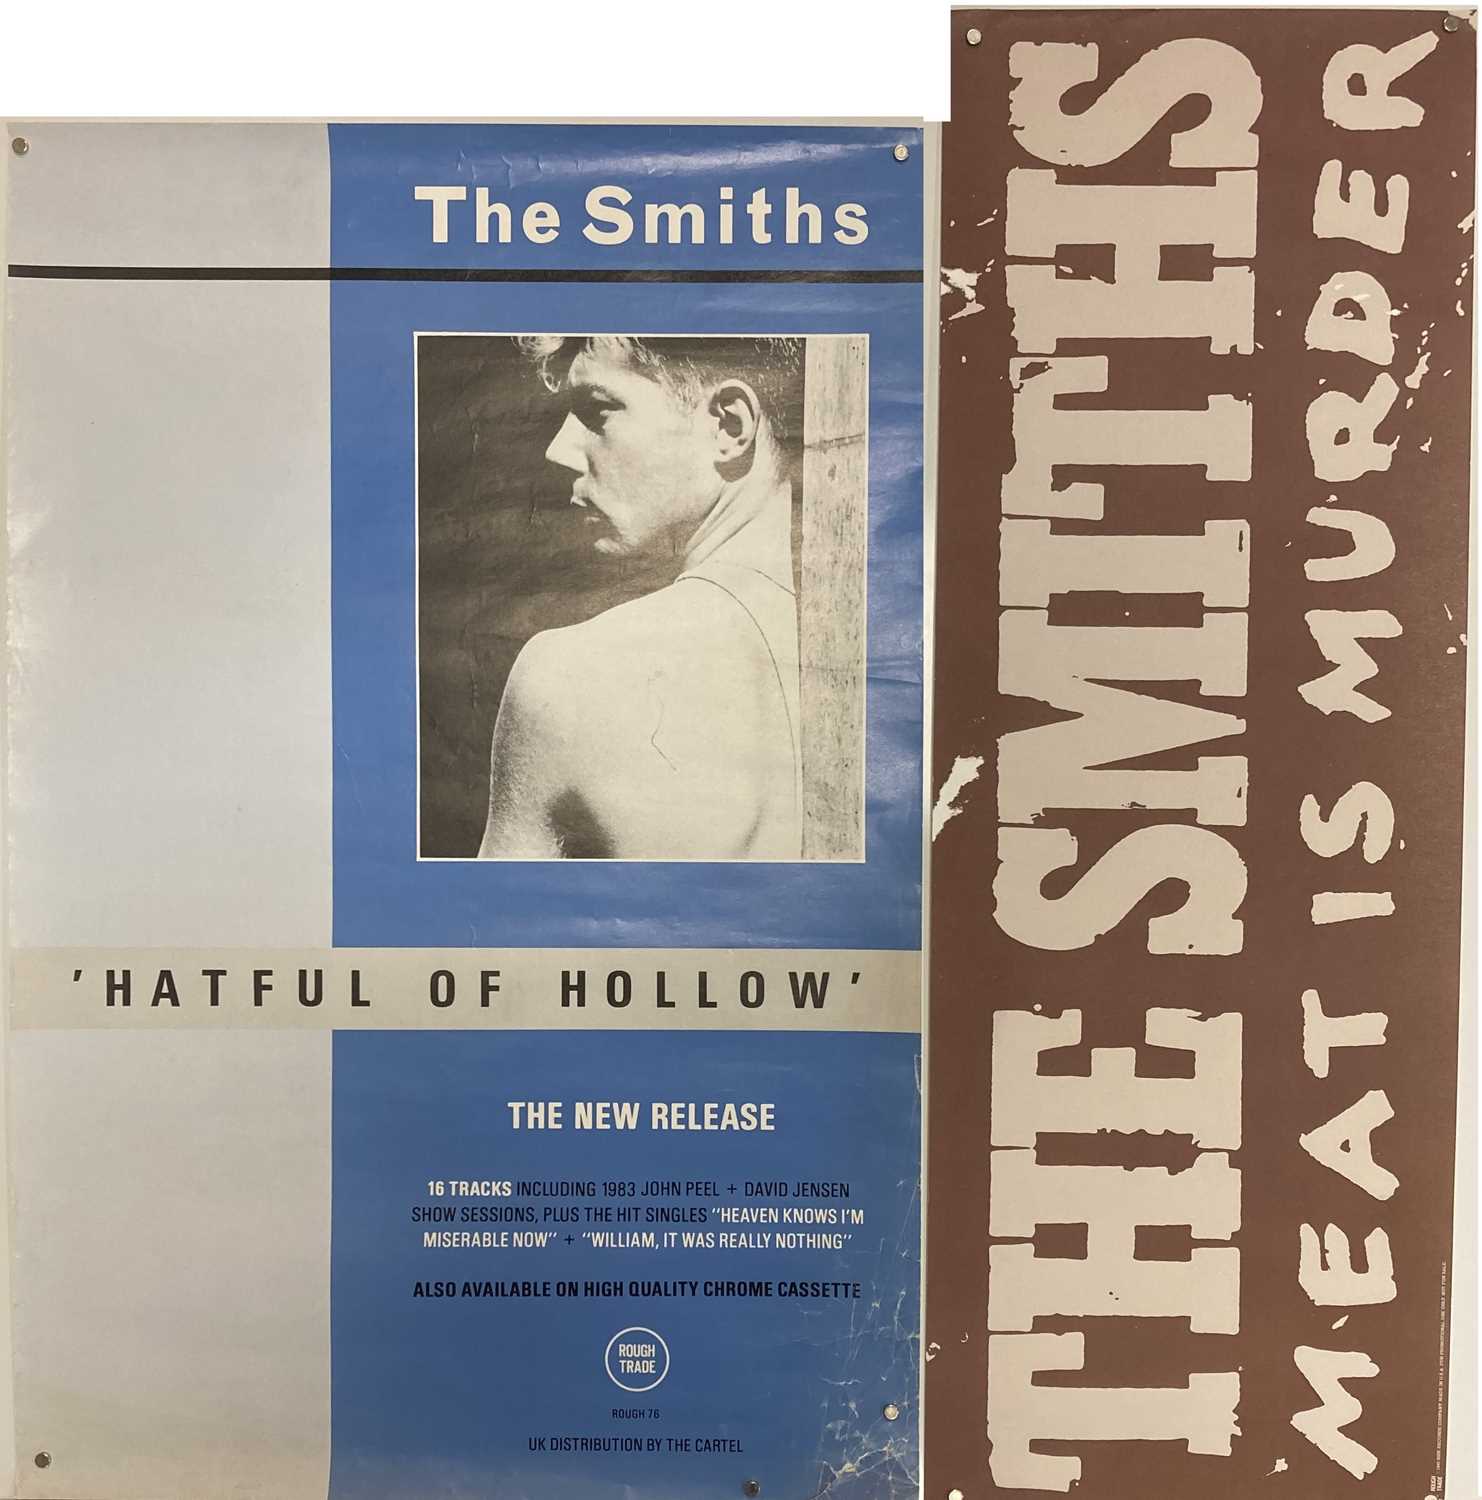 The Smiths
'HATFUL OF HOLLOW'
THE NEW RELEASE
16 TRACKS INCLUDING 1983 JOHN PEEL + DAVID JENSEN
SHOW SESSIONS, PLUS THE HIT SINGLES "HEAVEN KNOWS I'M
MISERABLE NOW" + "WILLIAM, IT WAS REALLY NOTHING"
ALSO AVAILABLE ON HIGH QUALITY CHROME CASSETTE
ROUGH
TRADE
ROUGH 76
UK DISTRIBUTION BY THE CARTEL
THE SMITHS
MEAT IS MURDER
ROUGH
TRADE